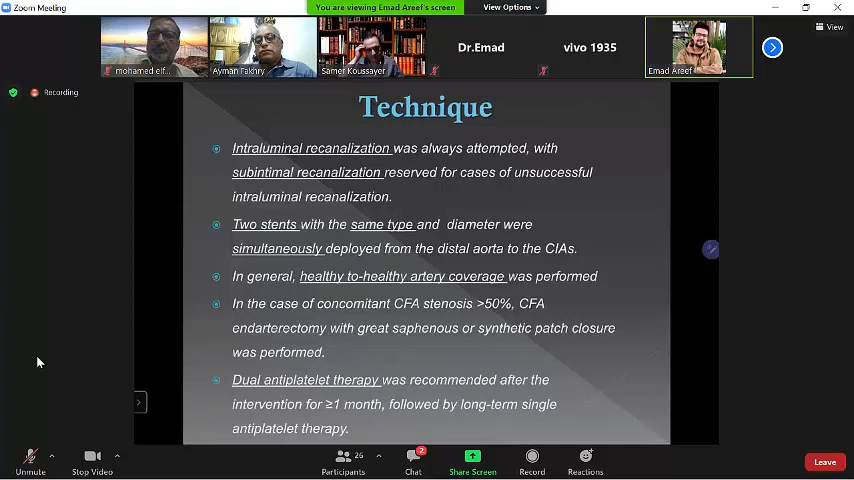 Zoom Meeting
You are viewing Emad Areef's screen
View Options
mohamed elf...
Ayman Fakhry
Samer Koussayer
Dr.Emad
vivo 1935
Emad Areef
View
Recording
Technique
Intraluminal recanalization was always attempted, with
subintimal recanalization reserved for cases of unsuccessful
intraluminal recanalization.
Two stents with the same type and diameter were
simultaneously deployed from the distal aorta to the CIAs.
In general, healthy to-healthy artery coverage was performed
In the case of concomitant CFA stenosis >50%, CFA
endarterectomy with great saphenous or synthetic patch closure
was performed.
Dual antiplatelet therapy was recommended after the
intervention for ≥1 month, followed by long-term single
antiplatelet therapy.
Unmute
Stop Video
26
Participants
2
Chat
Share Screen
Record
Reactions
Leave